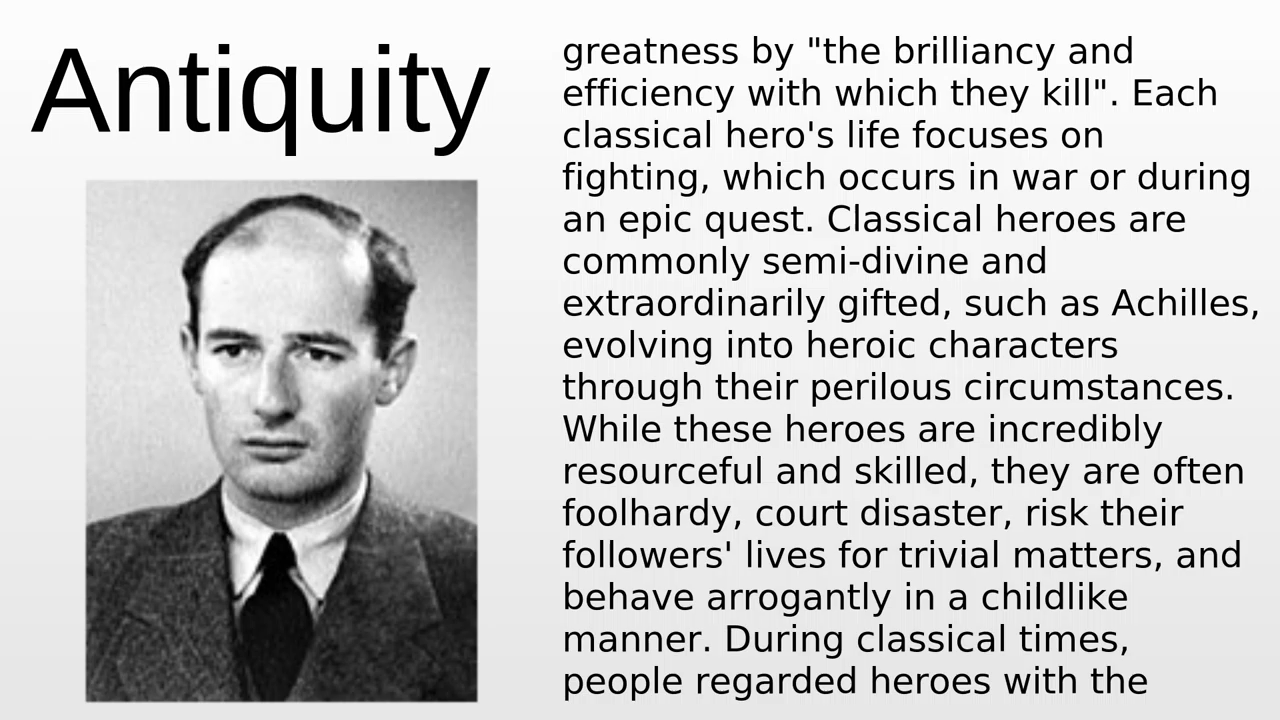 Antiquity
greatness by "the brilliancy and
efficiency with which they kill". Each
classical hero's life focuses on
fighting, which occurs in war or during
an epic quest. Classical heroes are
commonly semi-divine and
extraordinarily gifted, such as Achilles,
evolving into heroic characters
through their perilous circumstances.
While these heroes are incredibly
resourceful and skilled, they are often
foolhardy, court disaster, risk their
followers' lives for trivial matters, and
behave arrogantly in a childlike
manner. During classical times,
people regarded heroes with the